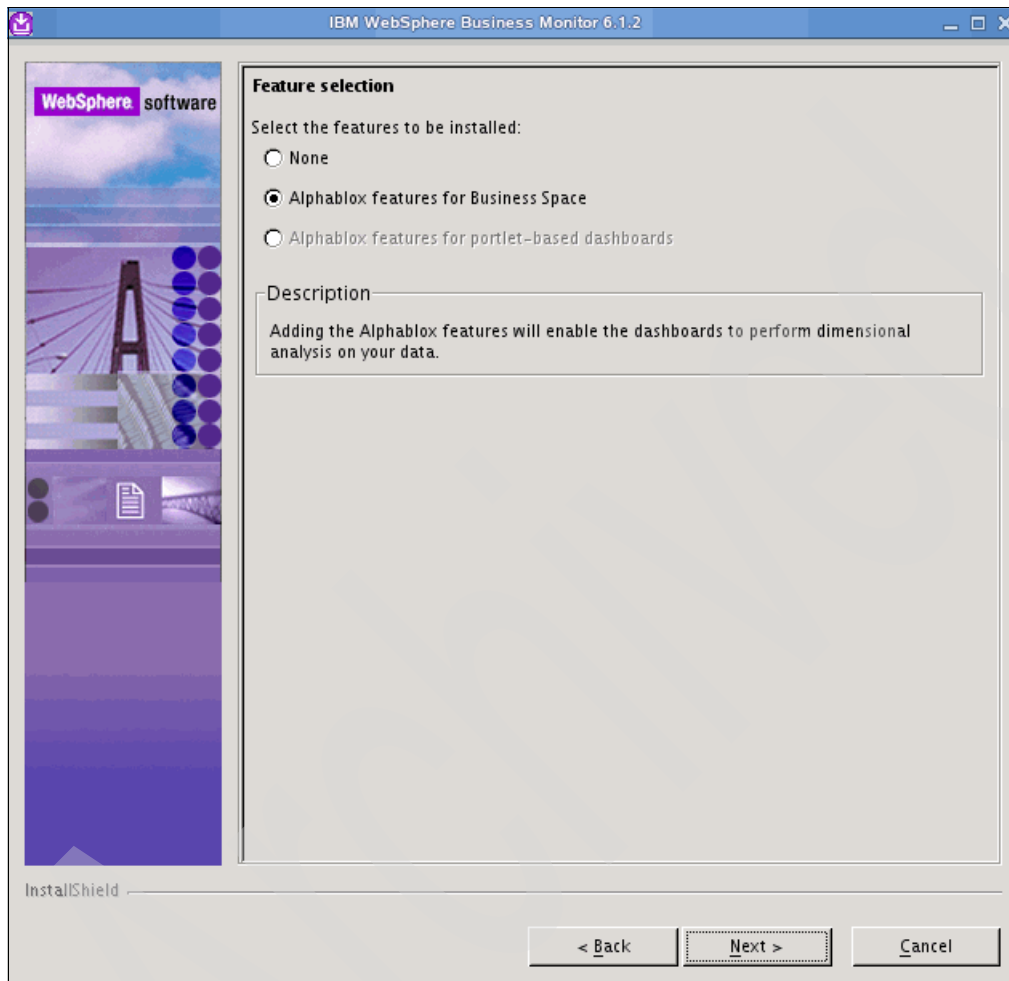 IBM WebSphere Business Monitor 6.1.2
WebSphere. software
Feature selection
Select the features to be installed:
None
Alphablox features for Business Space
Alphablox features for portlet-based dashboards
Description
Adding the Alphablox features will enable the dashboards to perform dimensional
analysis on your data.
InstallShield
< Back
Next >
Cancel